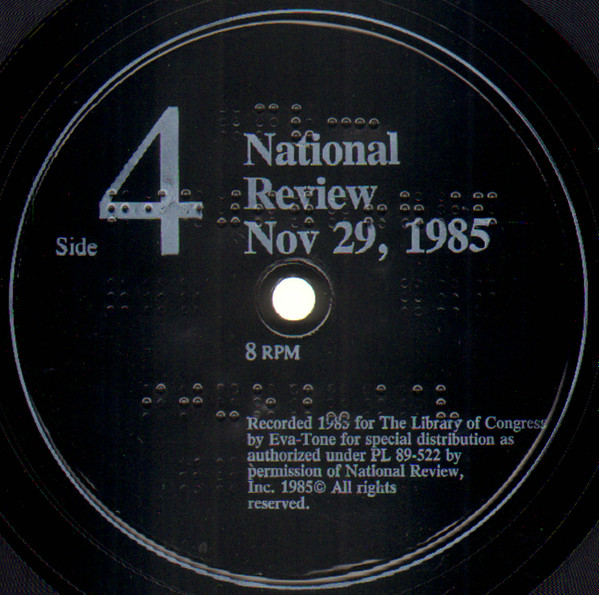 4
National
Review
Nov 29, 1985
Side
8 RPM
Recorded 1985 for The Library of Congress
by Eva-Tone for special distribution as
authorized under PL 89-522 by
permission of National Review,
Inc. 1985© All rights
reserved.